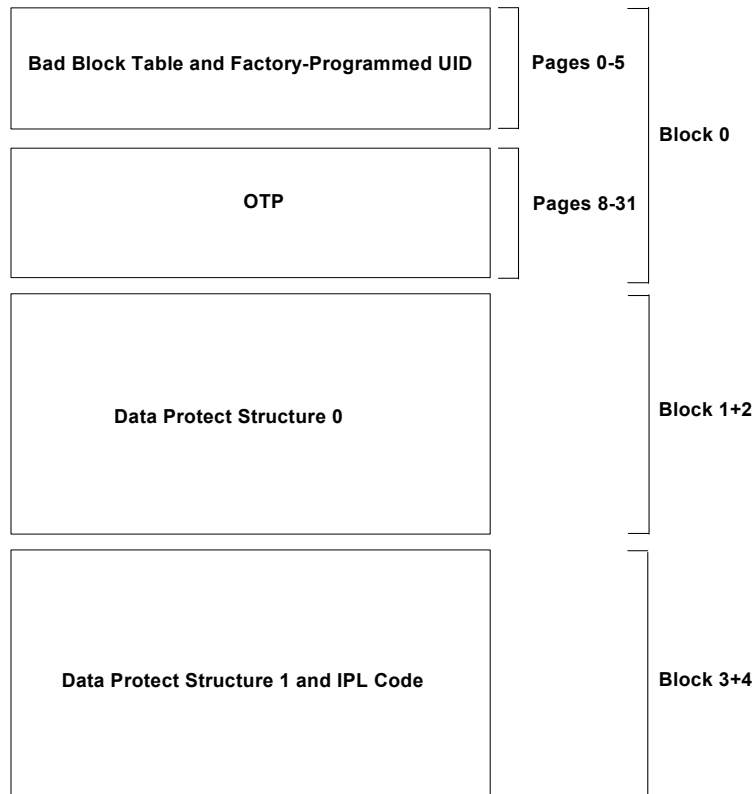 Bad Block Table and Factory-Programmed UID
Pages 0-5
Block 0
OTP
Pages 8-31
Data Protect Structure 0
Block 1+2
Data Protect Structure 1 and IPL Code
Block 3+4